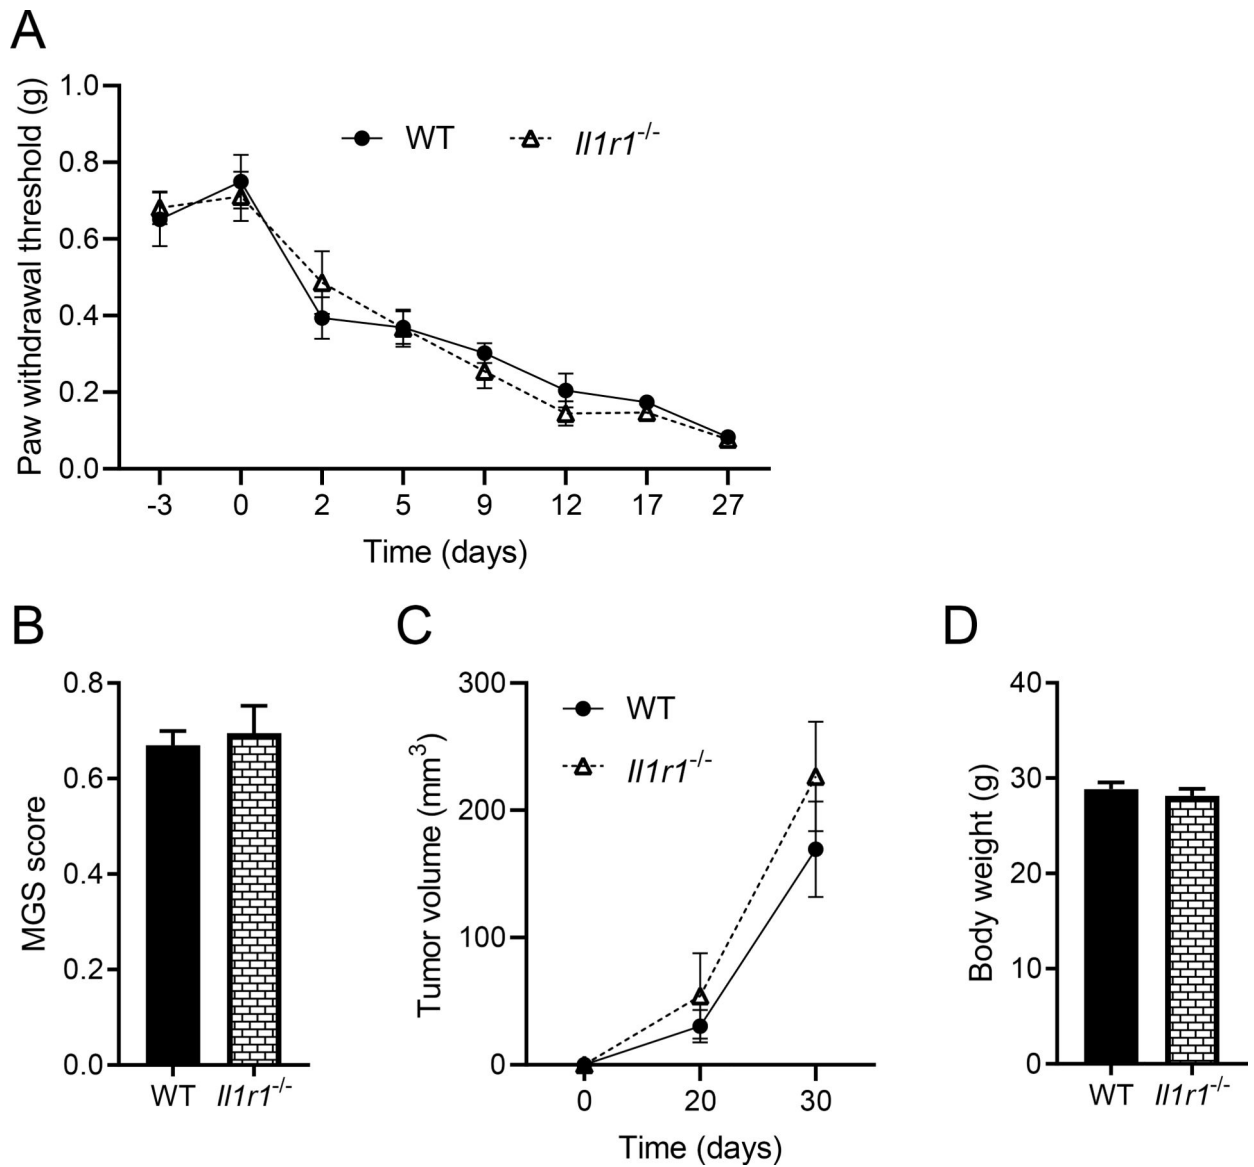 A
Paw withdrawal threshold (g)
1.0
0.8
0.6
0.4
0.2
0.0
WT
Il1r1-/-
-3 0 2 5 9 12 17 27
Time (days)
B
MGS score
0.8
0.6
0.4
0.2
0.0
WT Il1r1-/-
C
Tumor volume (mm3)
300
200
100
0
WT
Il1r1-/-
0 20 30
Time (days)
D
Body weight (g)
40
30
20
10
0
WT Il1r1-/-